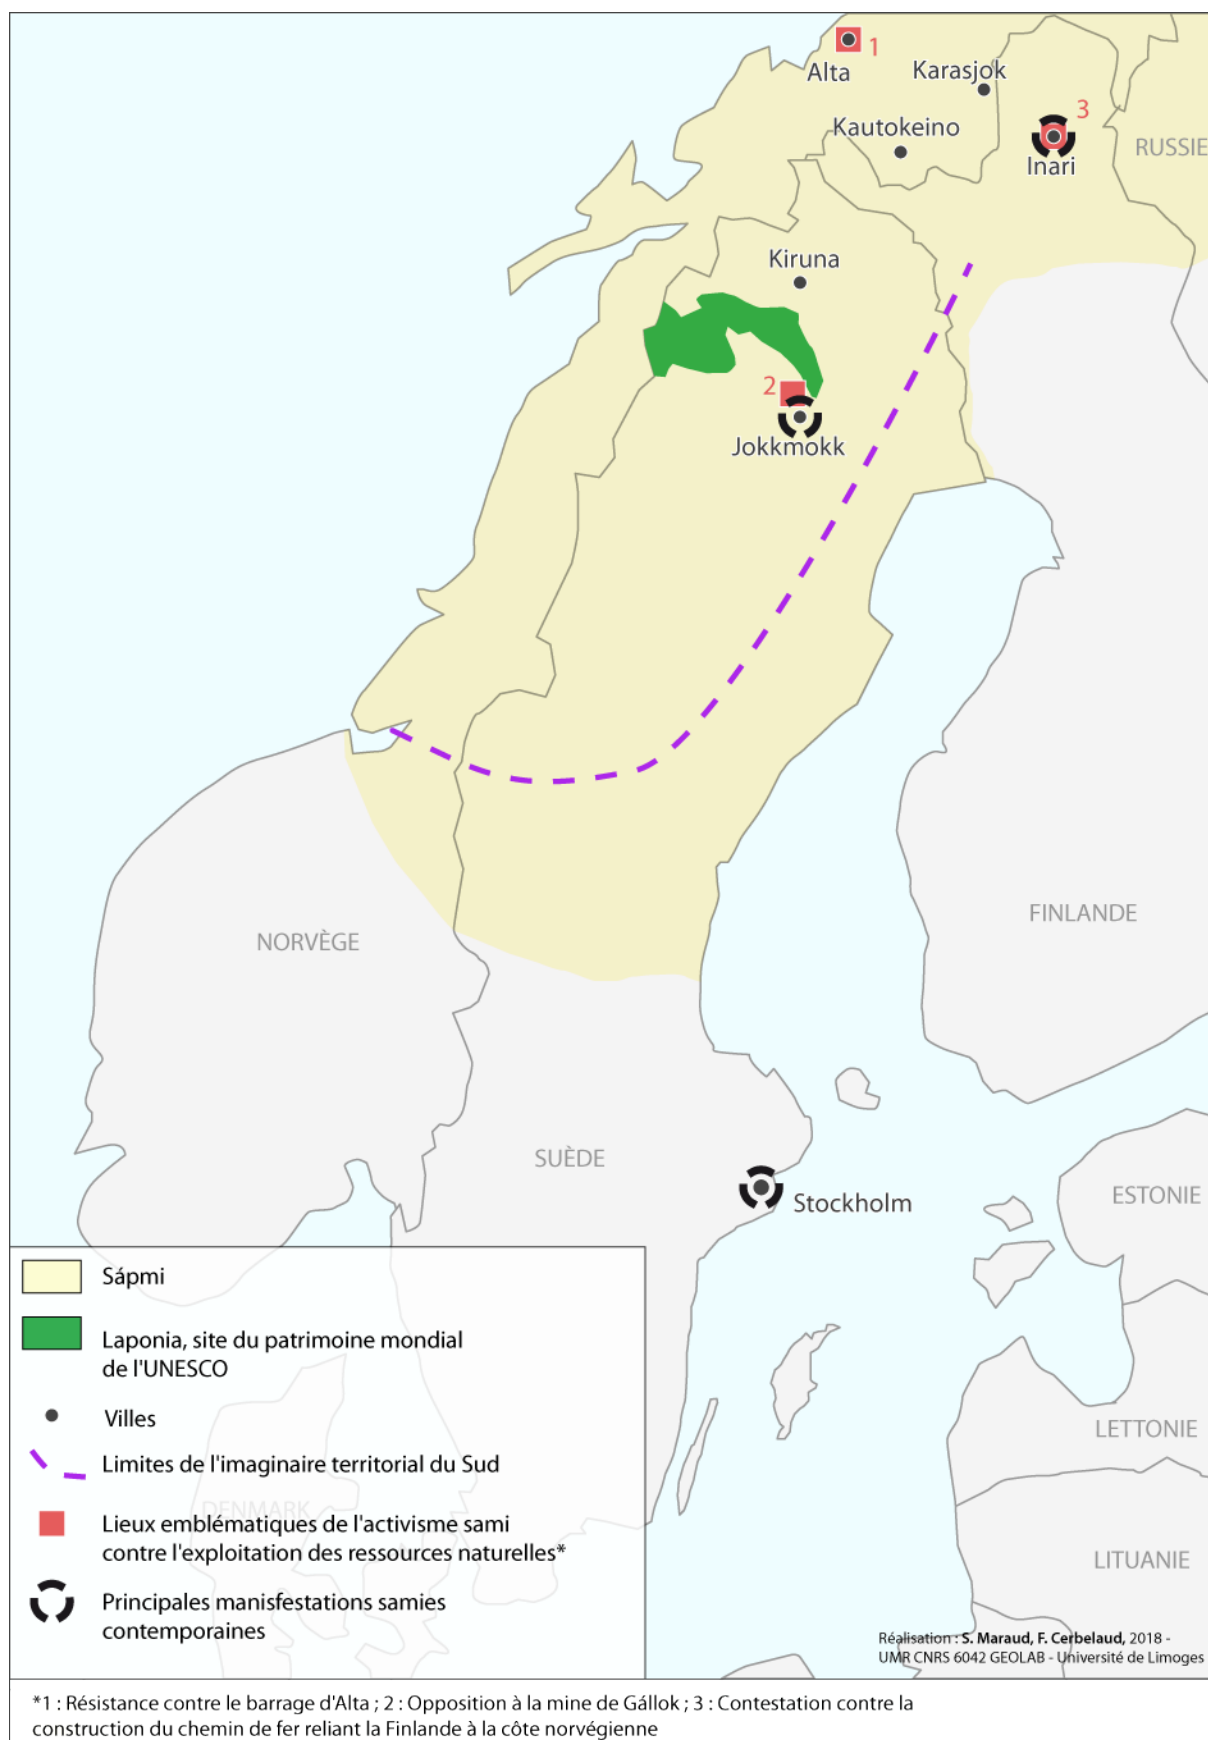 1
Alta
Karasjok
Kautokeino
3
Inari
RUSSIE
Kiruna
2
Jokkmokk
FINLANDE
NORVÈGE
SUÈDE
Stockholm
ESTONIE
LETTONIE
LITUANIE
DENMARK
Sápmi
Laponia, site du patrimoine mondial
de l'UNESCO
Villes
Limites de l'imaginaire territorial du Sud
Lieux emblématiques de l'activisme sami
contre l'exploitation des ressources naturelles*
Principales manisfestations samies
contemporaines
Réalisation : S. Maraud, F. Cerbelaud, 2018 -
UMR CNRS 6042 GEOLAB - Université de Limoges
*1 : Résistance contre le barrage d'Alta ; 2 : Opposition à la mine de Gállok ; 3 : Contestation contre la
construction du chemin de fer reliant la Finlande à la côte norvégienne